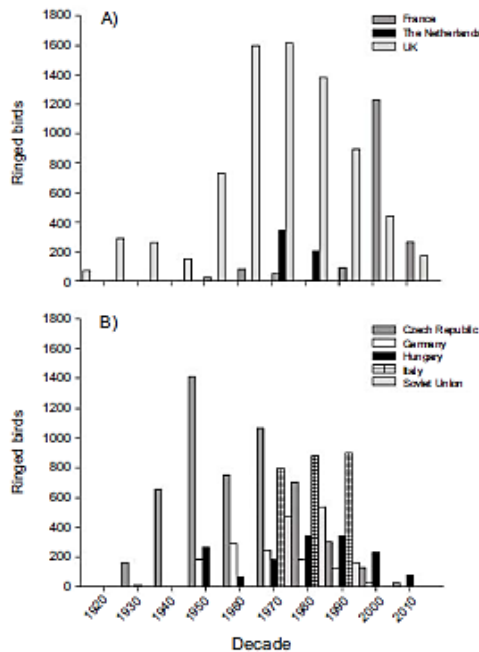 A)
France
The Netherlands
UK
1800
1600
1400
1200
1000
800
600
400
200
0
Ringed birds
B)
Czech Republic
Germany
Hungary
Italy
Soviet Union
1800
1600
1400
1200
1000
800
600
400
200
0
Ringed birds
1920 1930 1940 1950 1960 1970 1980 1990 2000 2010
Decade